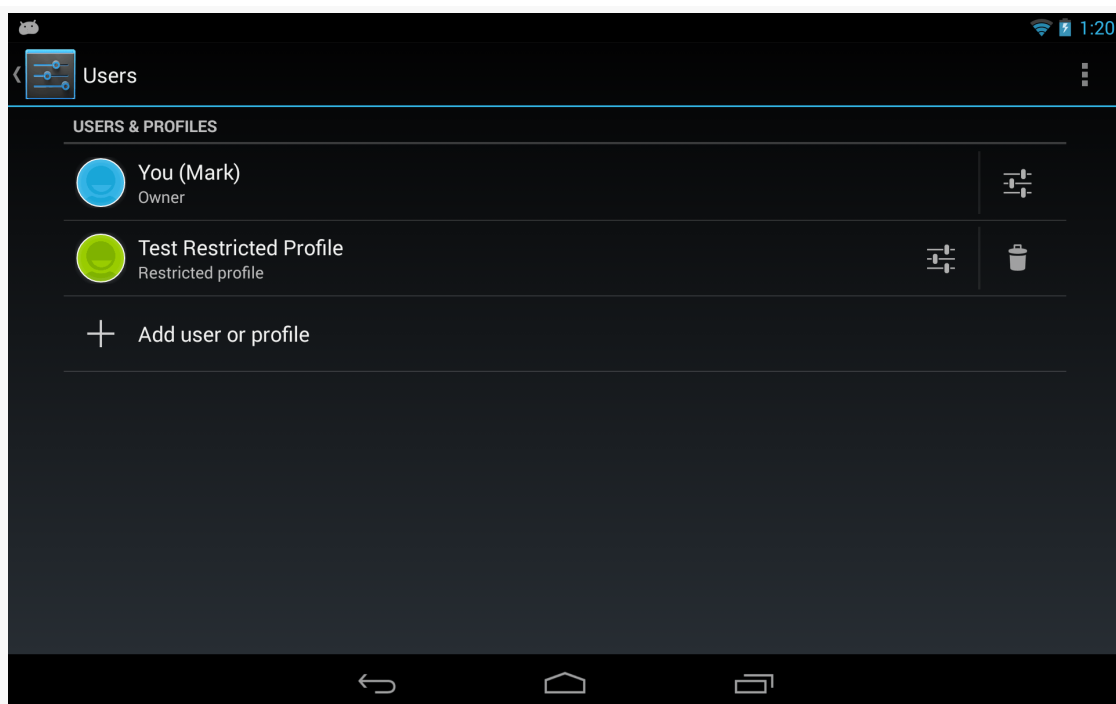 1:20
Users
USERS & PROFILES
You (Mark)
Owner
Test Restricted Profile
Restricted profile
Add user or profile